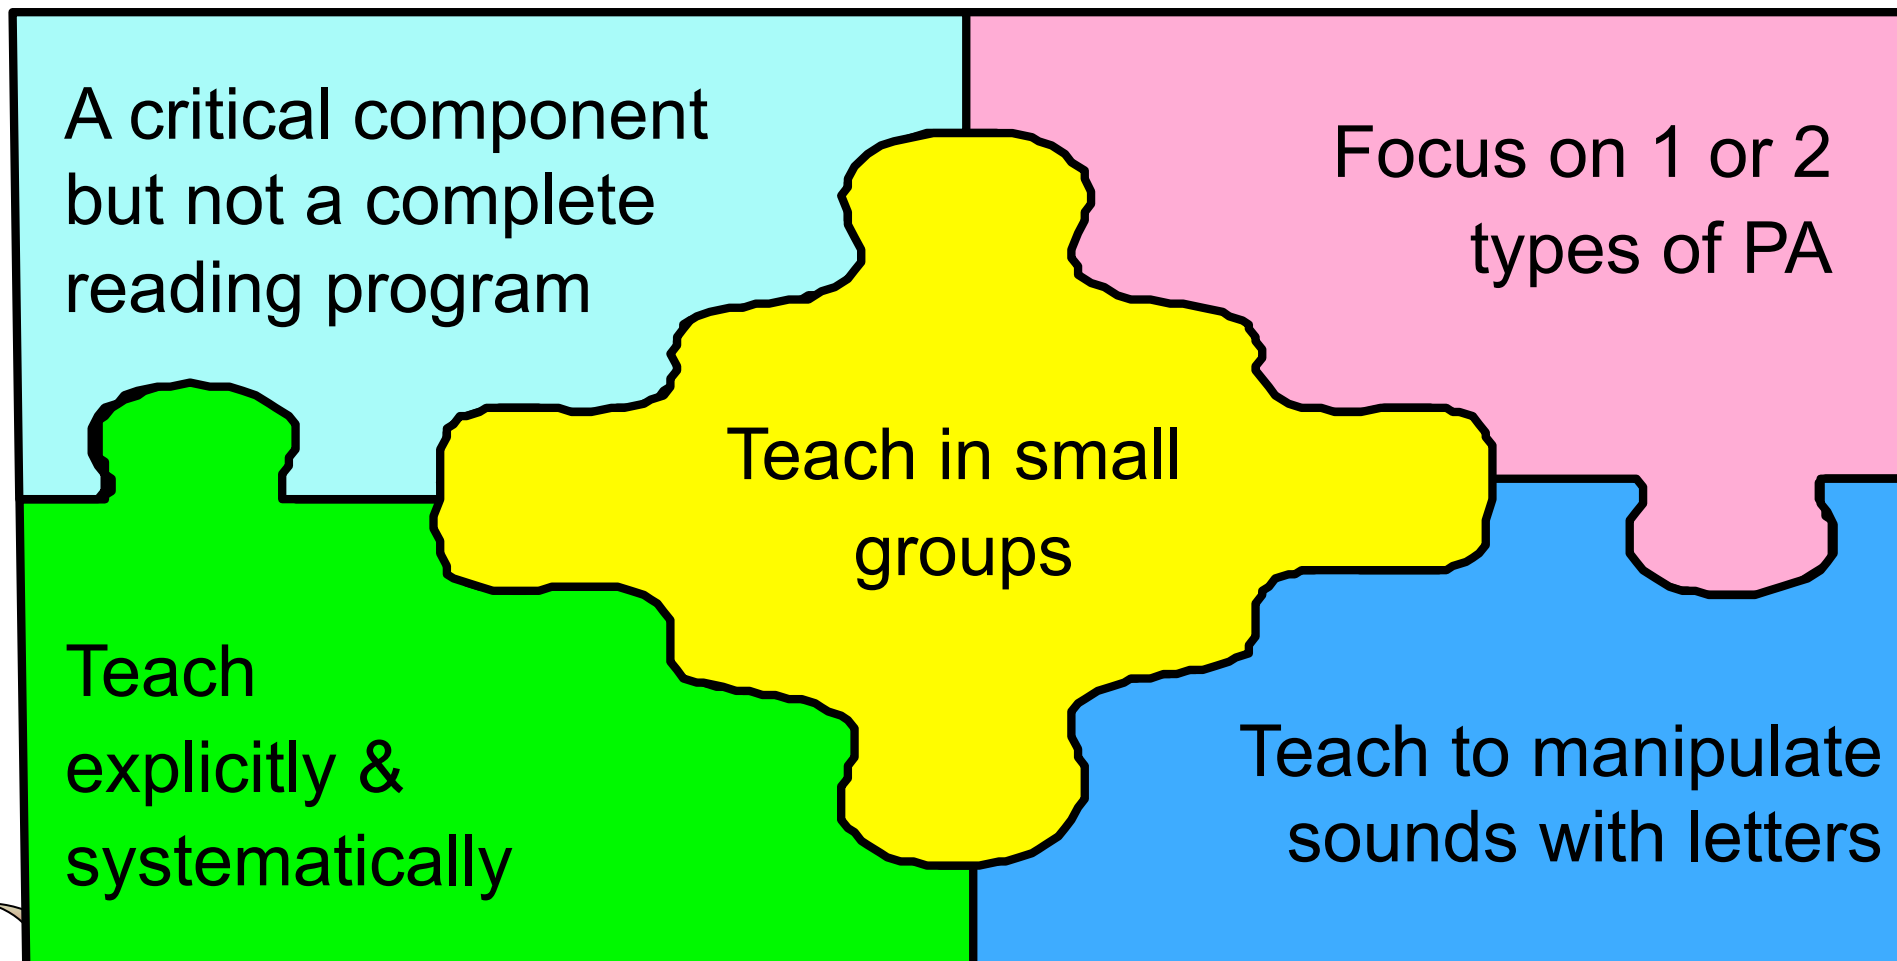 A critical component
but not a complete
reading program
Focus on 1 or 2
types of PA
Teach in small
groups
Teach
explicitly &
systematically
Teach to manipulate
sounds with letters